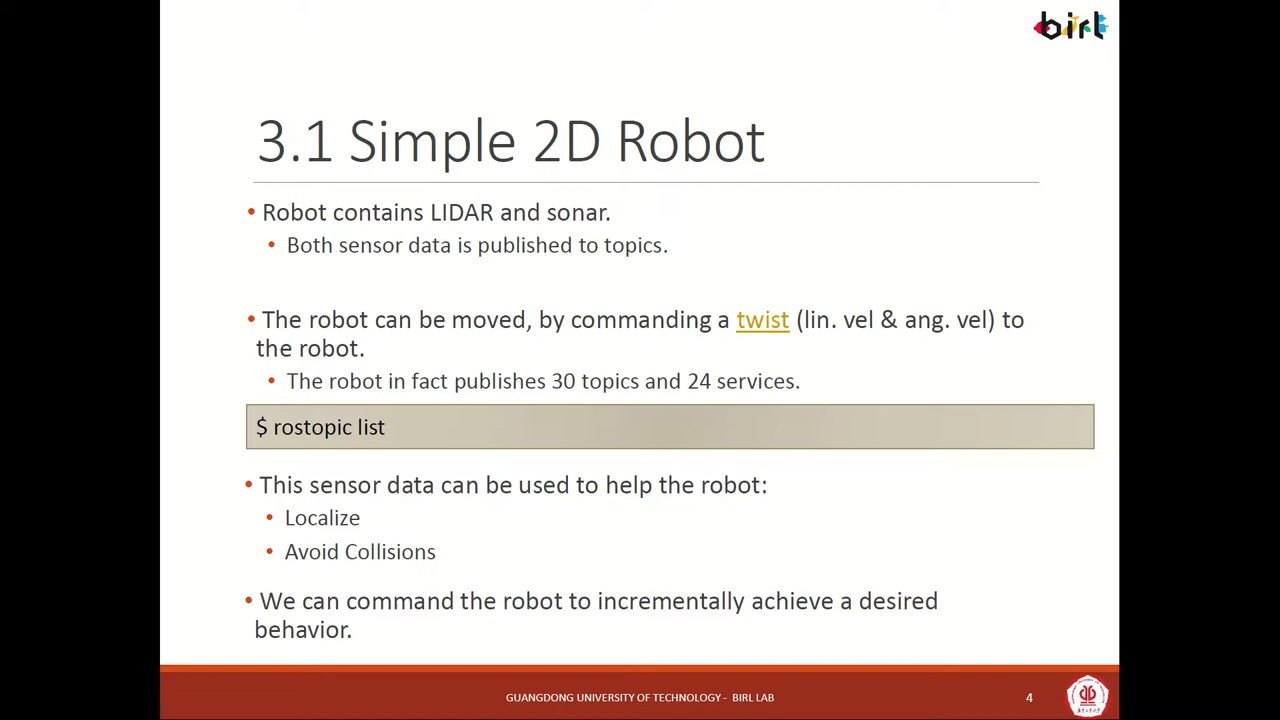 birl
3.1 Simple 2D Robot
• Robot contains LIDAR and sonar.
• Both sensor data is published to topics.
• The robot can be moved, by commanding a twist (lin. vel & ang. vel) to
the robot.
• The robot in fact publishes 30 topics and 24 services.
$ rostopic list
• This sensor data can be used to help the robot:
• Localize
• Avoid Collisions
• We can command the robot to incrementally achieve a desired
behavior.
GUANGDONG UNIVERSITY OF TECHNOLOGY - BIRL LAB
4